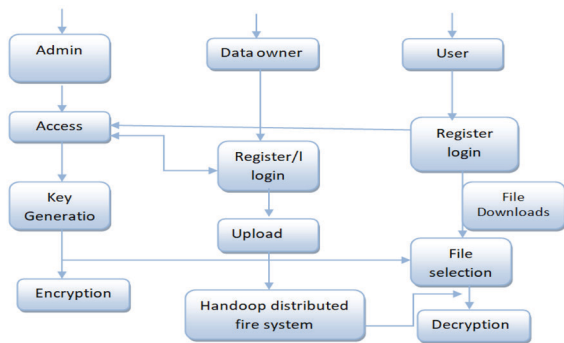 Admin
Data owner
User
Access
Register/l
login
Register
login
Key
Generatio
File
Downloads
Upload
File
selection
Encryption
Handoop distributed
fire system
Decryption